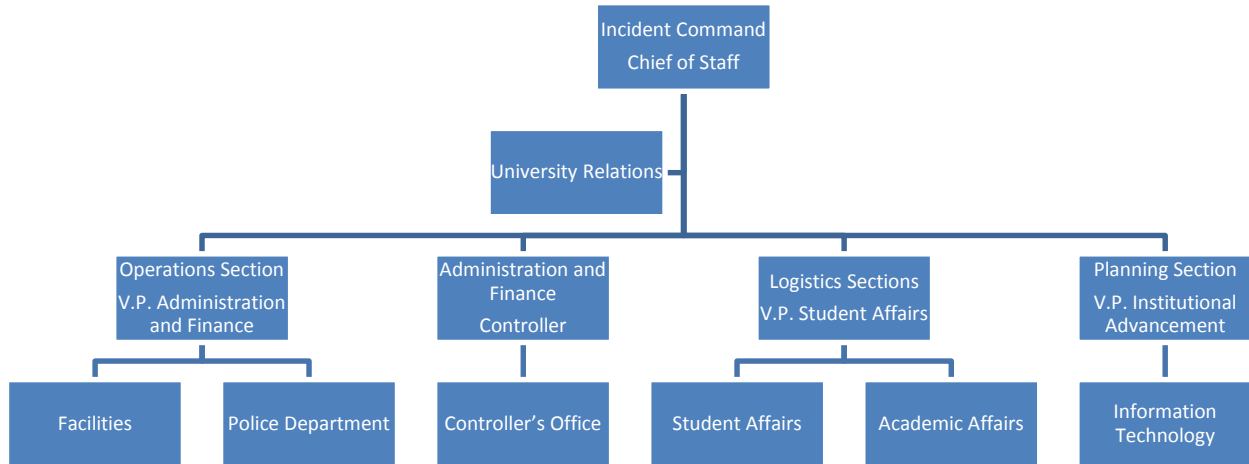 Incident Command
Chief of Staff
University Relations
Operations Section
V.P. Administration
and Finance
Administration and
Finance
Controller
Logistics Sections
V.P. Student Affairs
Planning Section
V.P. Institutional
Advancement
Facilities
Police Department
Controller’s Office
Student Affairs
Academic Affairs
Information
Technology